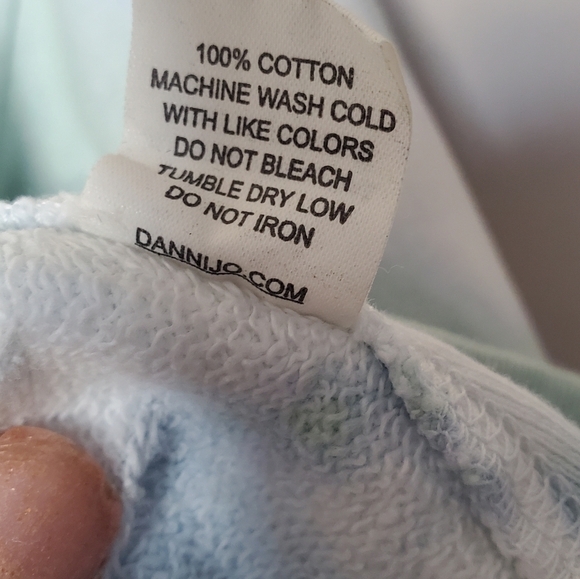 100% COTTON
MACHINE WASH COLD
WITH LIKE COLORS
DO NOT BLEACH
TUMBLE DRY LOW
DO NOT IRON
DANNIJO.COM